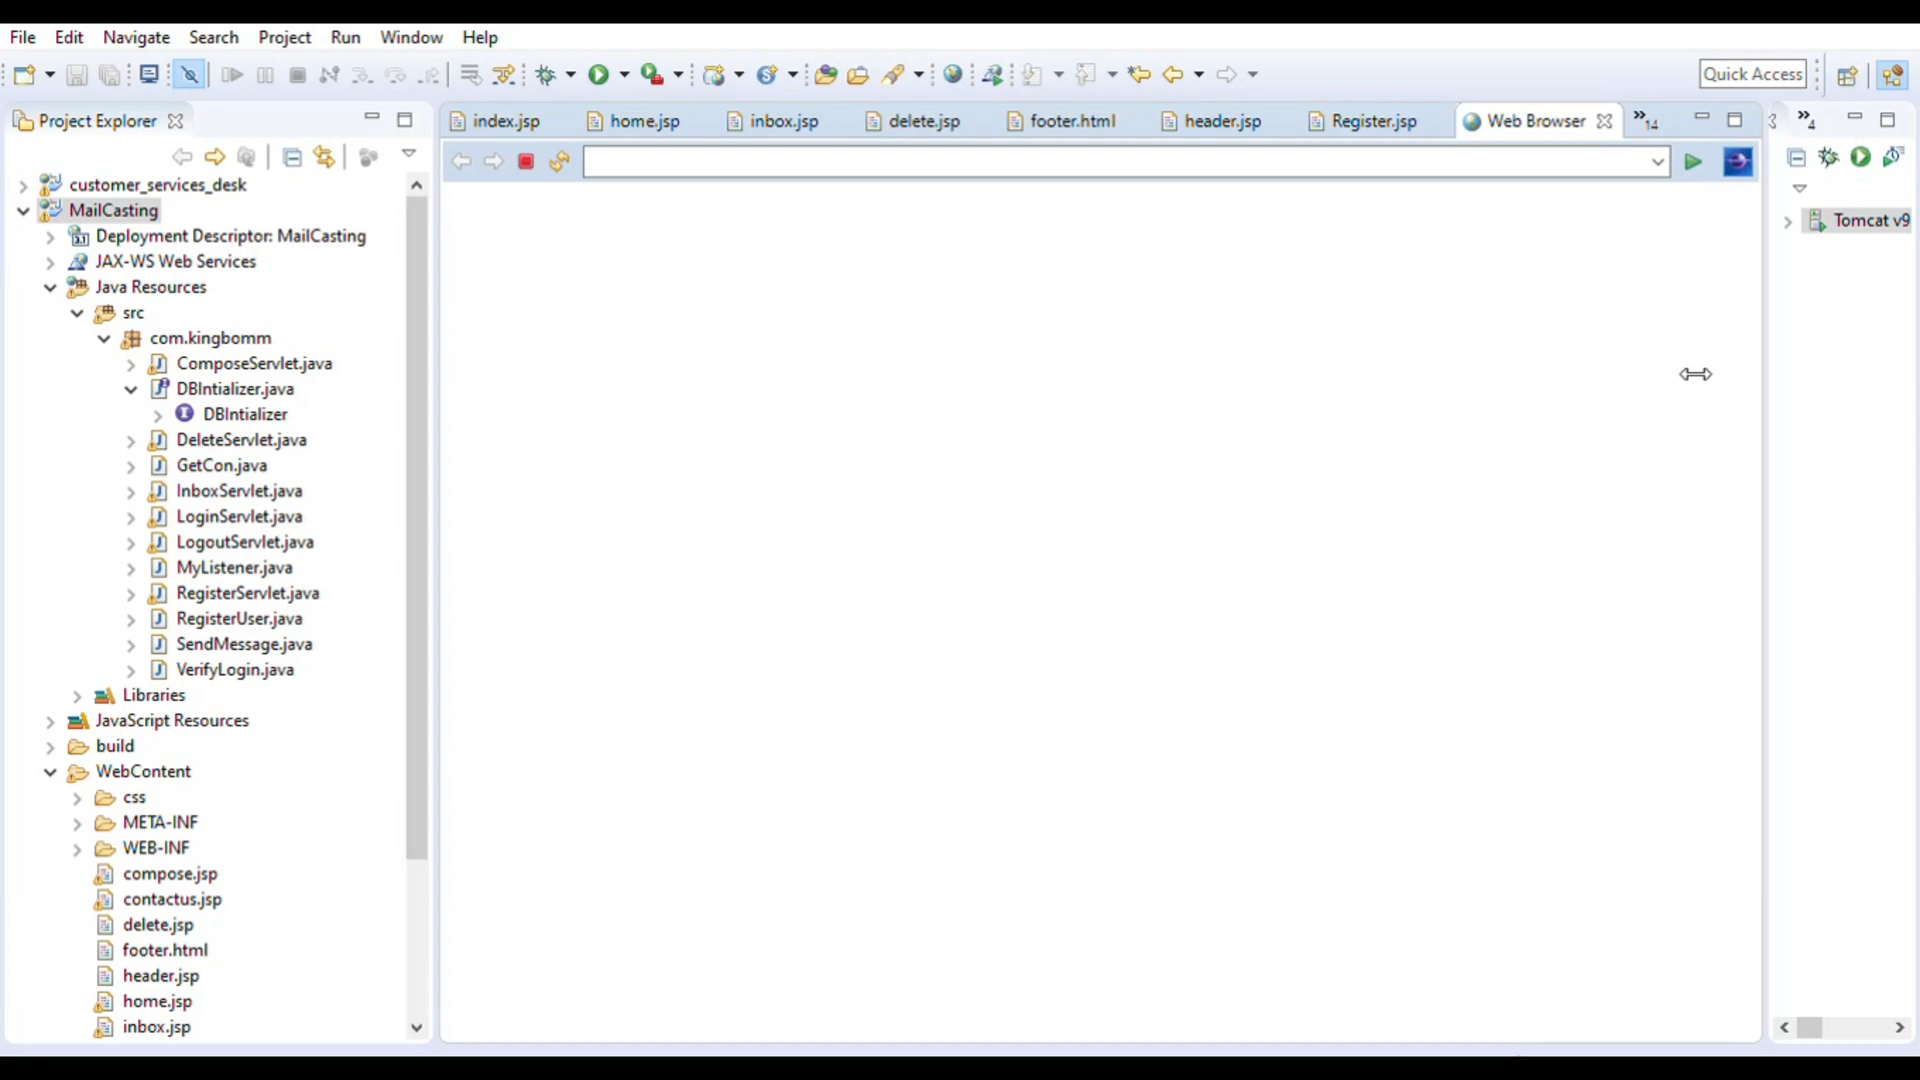 File Edit Navigate Search Project Run Window Help
Quick Access
Project Explorer
index.jsp home.jsp inbox.jsp delete.jsp footer.html header.jsp Register.jsp Web Browser »14 »4
customer_services_desk
MailCasting
Deployment Descriptor: MailCasting
JAX-WS Web Services
Java Resources
src
com.kingbomm
ComposeServlet.java
DBIntializer.java
DBIntializer
DeleteServlet.java
GetCon.java
InboxServlet.java
LoginServlet.java
LogoutServlet.java
MyListener.java
RegisterServlet.java
RegisterUser.java
SendMessage.java
VerifyLogin.java
Libraries
JavaScript Resources
build
WebContent
css
META-INF
WEB-INF
compose.jsp
contactus.jsp
delete.jsp
footer.html
header.jsp
home.jsp
inbox.jsp
Tomcat v9